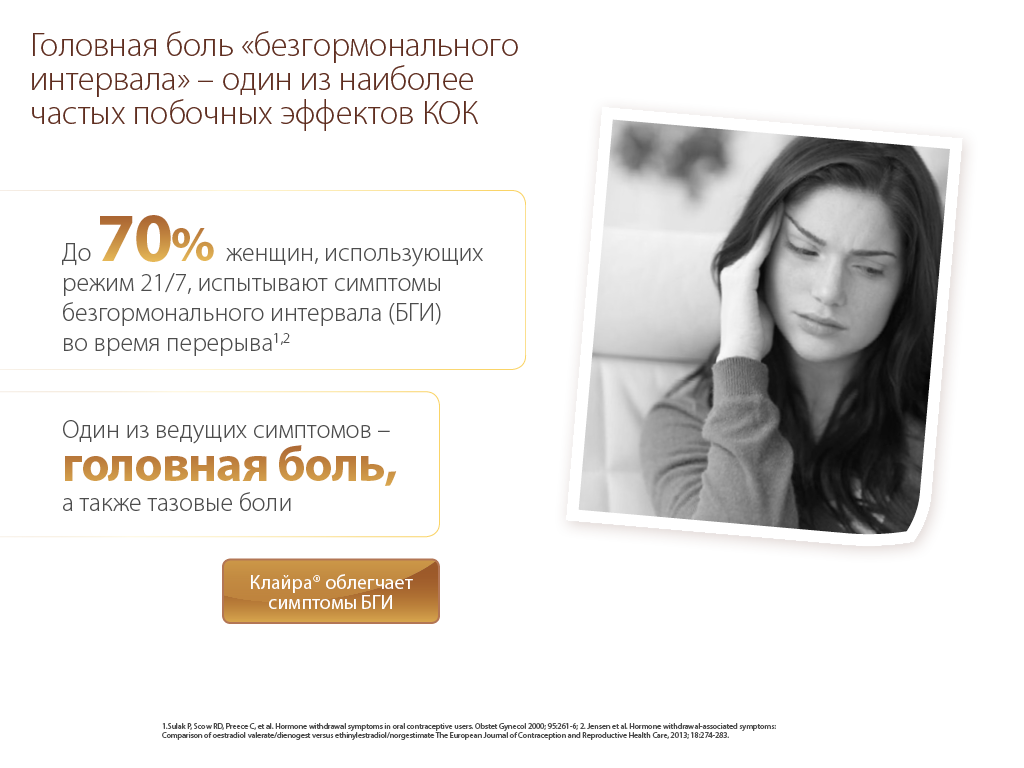 Головная боль «безгормонального
интервала» – один из наиболее
частых побочных эффектов КОК
До 70% женщин, использующих
режим 21/7, испытывают симптомы
безгормонального интервала (БГИ)
во время перерыва1,2
Один из ведущих симптомов –
головная боль,
а также тазовые боли
Клайра® облегчает
симптомы БГИ
1.Sulak P, Scow RD, Preece C, et al. Hormone withdrawal symptoms in oral contraceptive users. Obstet Gynecol 2000; 95:261-6; 2. Jensen et al. Hormone withdrawal-associated symptoms:
Comparison of oestradiol valerate/dienogest versus ethinylestradiol/norgestimate The European Journal of Contraception and Reproductive Health Care, 2013; 18:274-283.